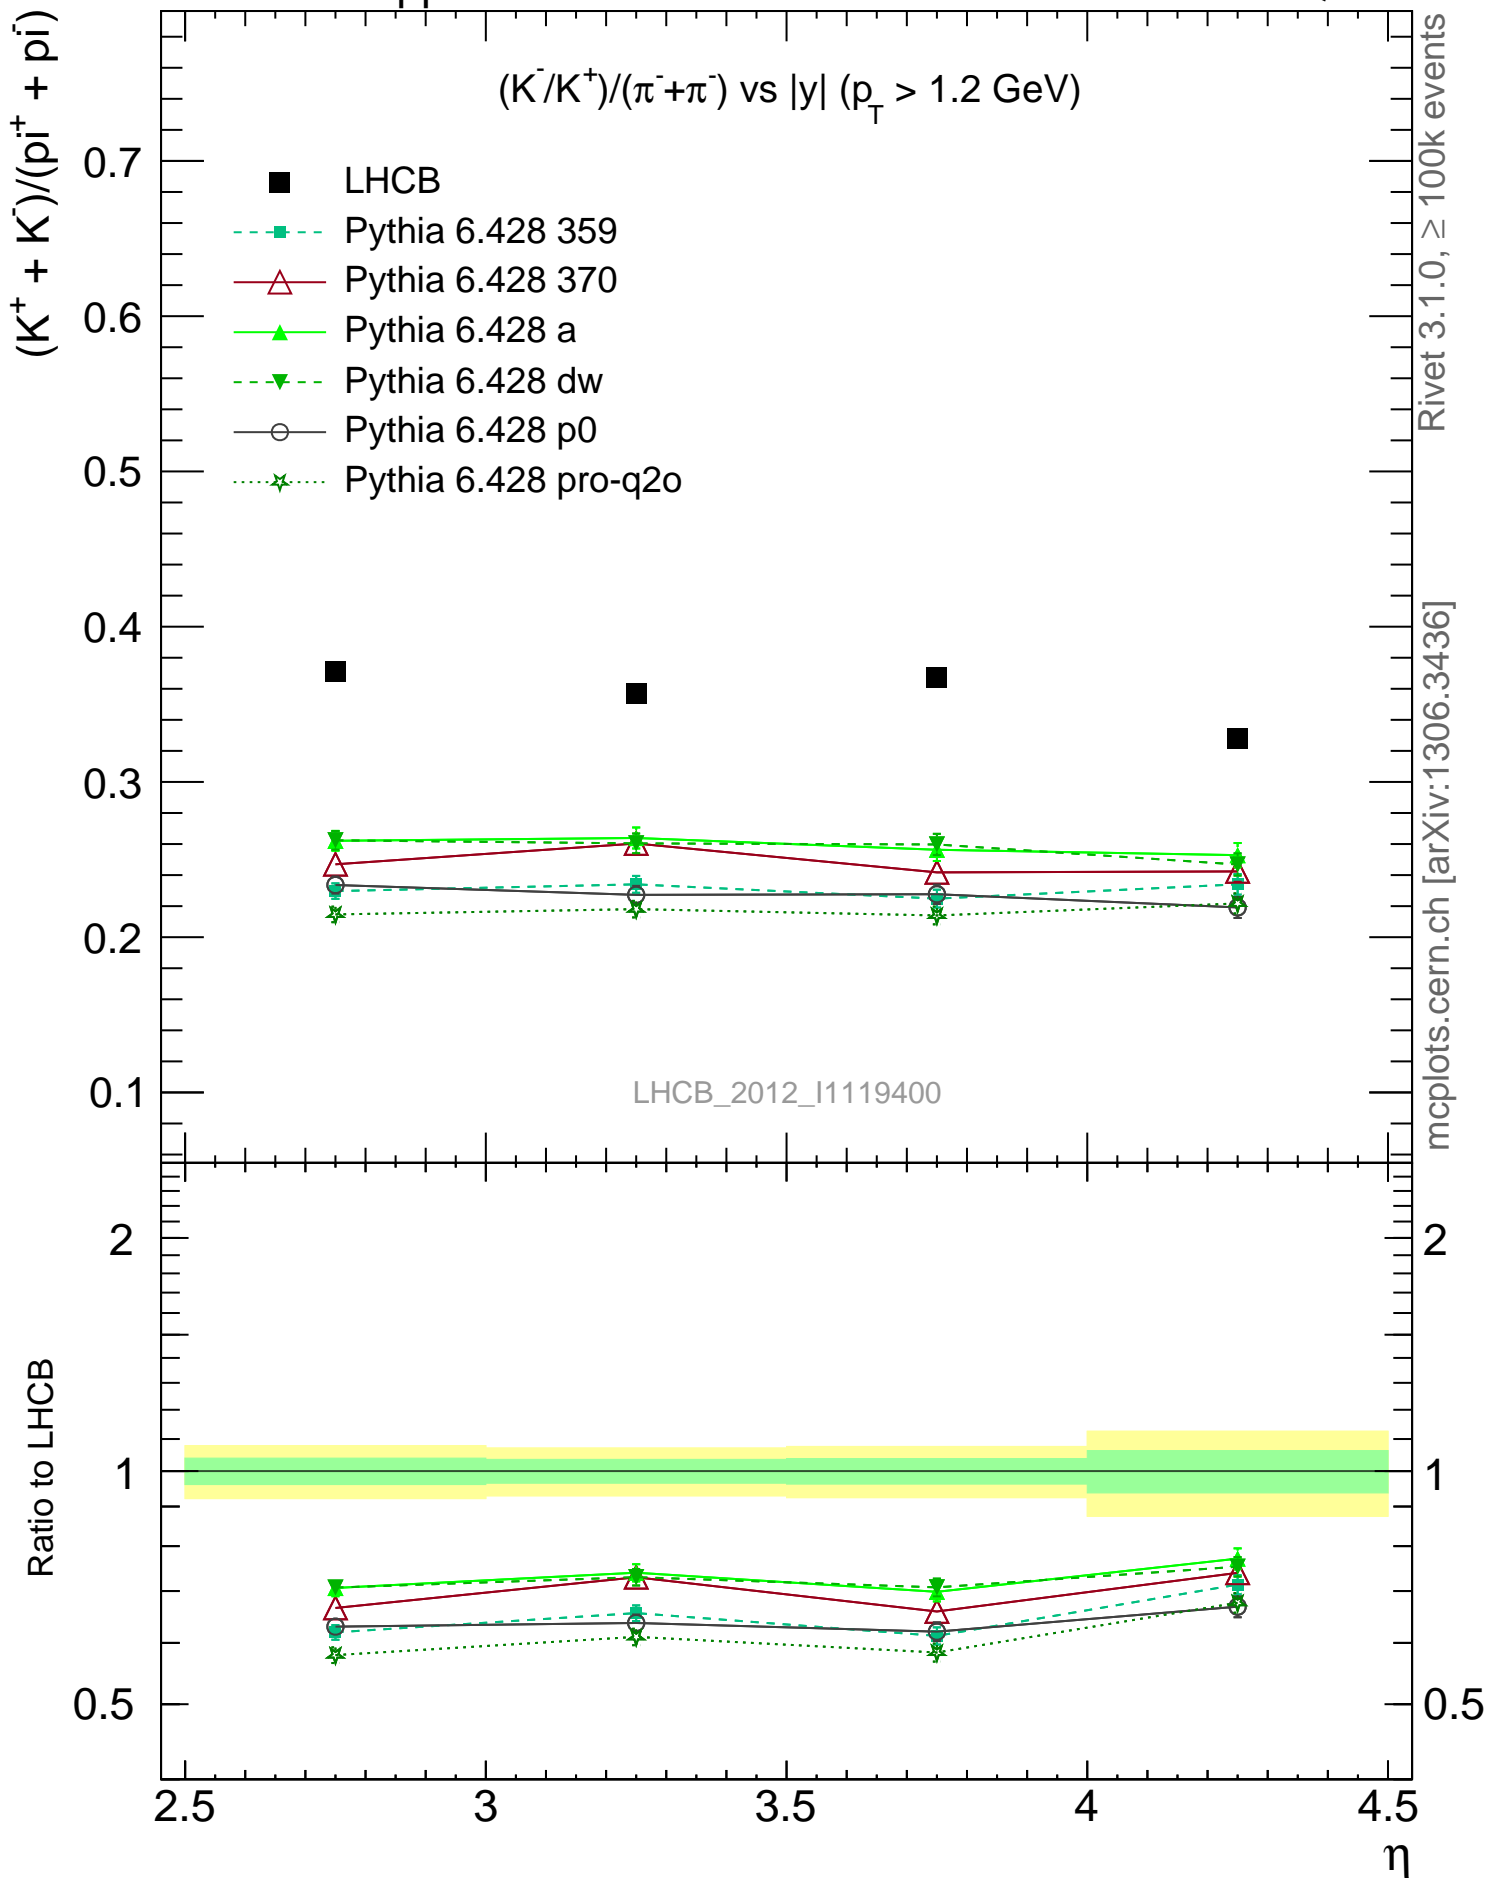 pp
(K⁻/K⁺)/(π⁻+π⁻) vs |y| (p_T > 1.2 GeV)
(K⁺ + K⁻)/(pi⁺ + pi⁻)
LHCB
Pythia 6.428 359
Pythia 6.428 370
Pythia 6.428 a
Pythia 6.428 dw
Pythia 6.428 p0
Pythia 6.428 pro-q2o
0.7
0.6
0.5
0.4
0.3
0.2
0.1
LHCB_2012_I1119400
Rivet 3.1.0, ≥ 100k events
mcplots.cern.ch [arXiv:1306.3436]
Ratio to LHCB
2
1
0.5
2
1
0.5
2.5
3
3.5
4
4.5
η